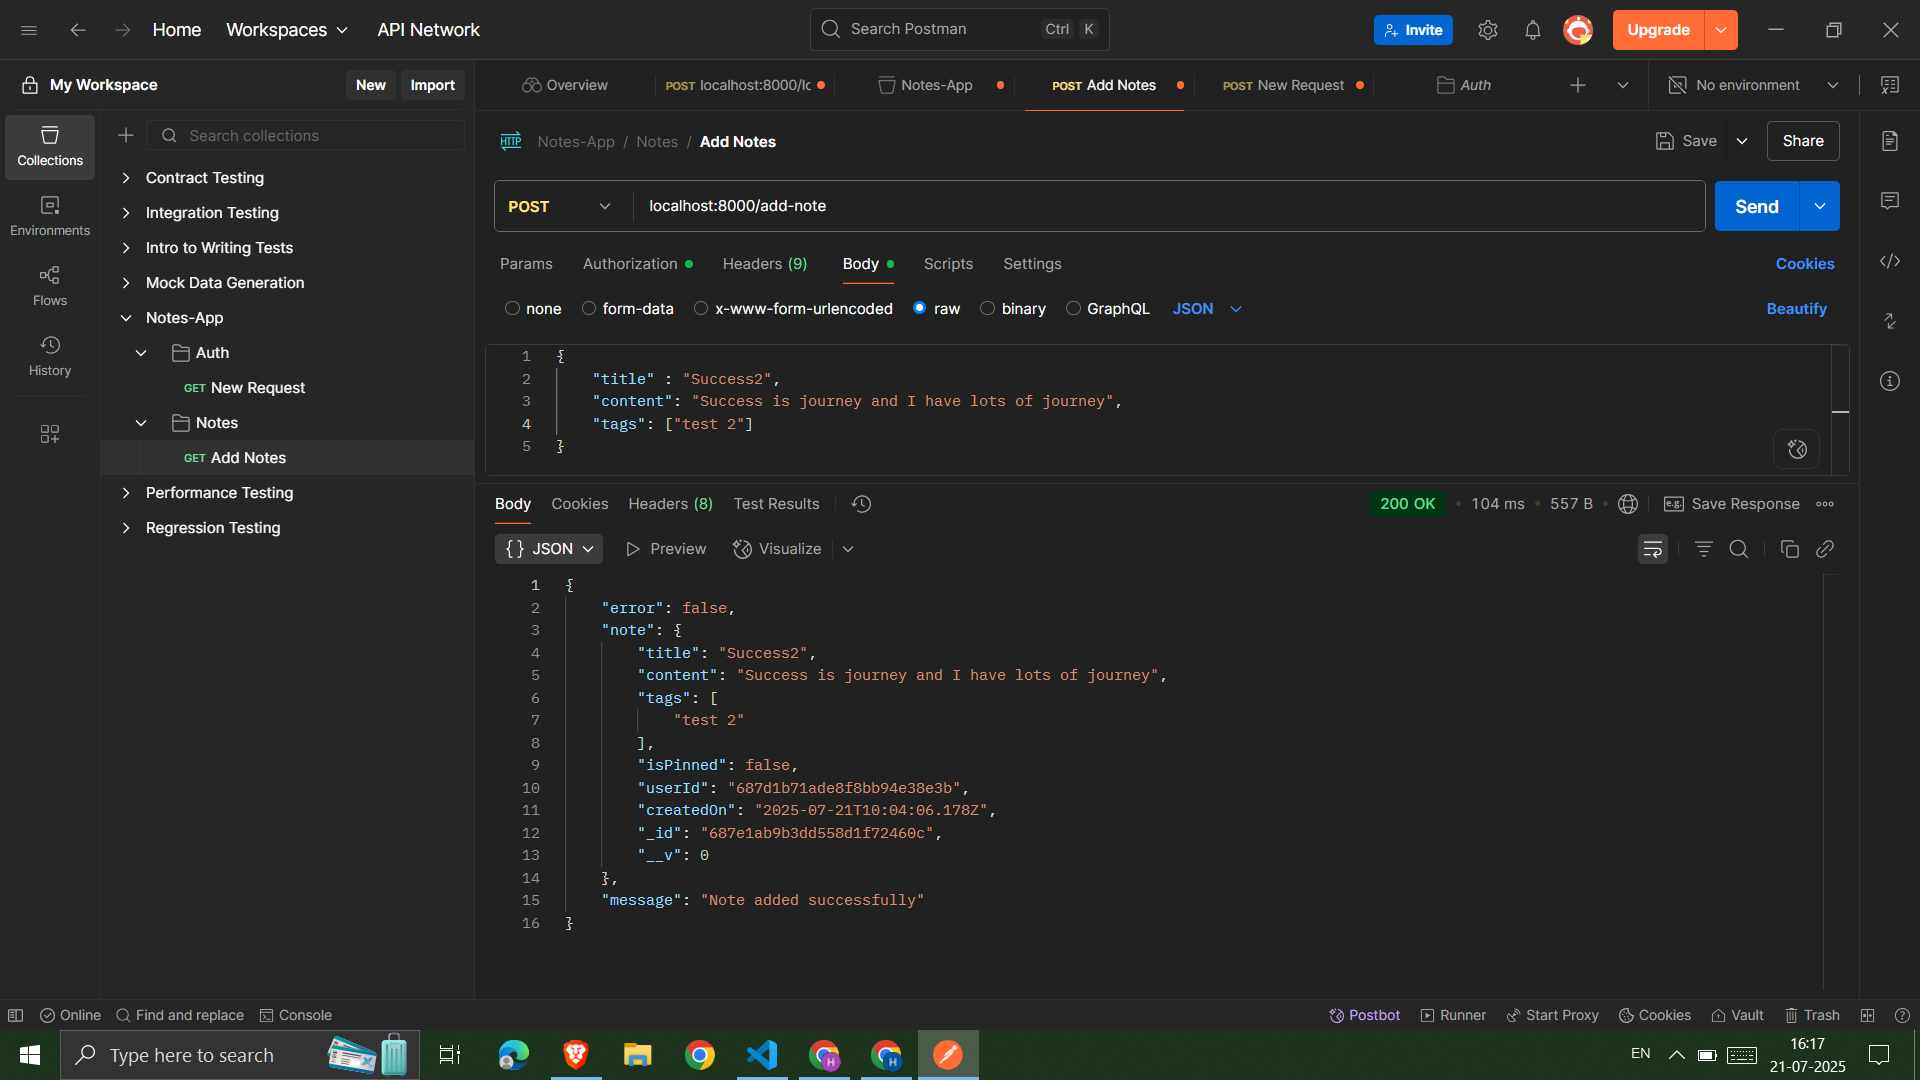 Home Workspaces API Network Search Postman Ctrl K Invite Upgrade
My Workspace New Import Overview POST localhost:8000/lc Notes-App POST Add Notes POST New Request Auth No environment
Collections
Environments
Flows
History
Search collections
Contract Testing
Integration Testing
Intro to Writing Tests
Mock Data Generation
Notes-App
Auth
GET New Request
Notes
GET Add Notes
Performance Testing
Regression Testing
HTTP Notes-App / Notes / Add Notes Save Share
POST localhost:8000/add-note Send
Params Authorization Headers (9) Body Scripts Settings Cookies
none form-data x-www-form-urlencoded raw binary GraphQL JSON Beautify
1 {
2 "title" : "Success2",
3 "content": "Success is journey and I have lots of journey",
4 "tags": ["test 2"]
5 }
Body Cookies Headers (8) Test Results 200 OK 104 ms 557 B e.g. Save Response
{} JSON Preview Visualize
1 {
2 "error": false,
3 "note": {
4 "title": "Success2",
5 "content": "Success is journey and I have lots of journey",
6 "tags": [
7 "test 2"
8 ],
9 "isPinned": false,
10 "userId": "687d1b71ade8f8bb94e38e3b",
11 "createdOn": "2025-07-21T10:04:06.178Z",
12 "_id": "687e1ab9b3dd558d1f72460c",
13 "__v": 0
14 },
15 "message": "Note added successfully"
16 }
Online Find and replace Console Postbot Runner Start Proxy Cookies Vault Trash
Type here to search H H EN 16:17
21-07-2025